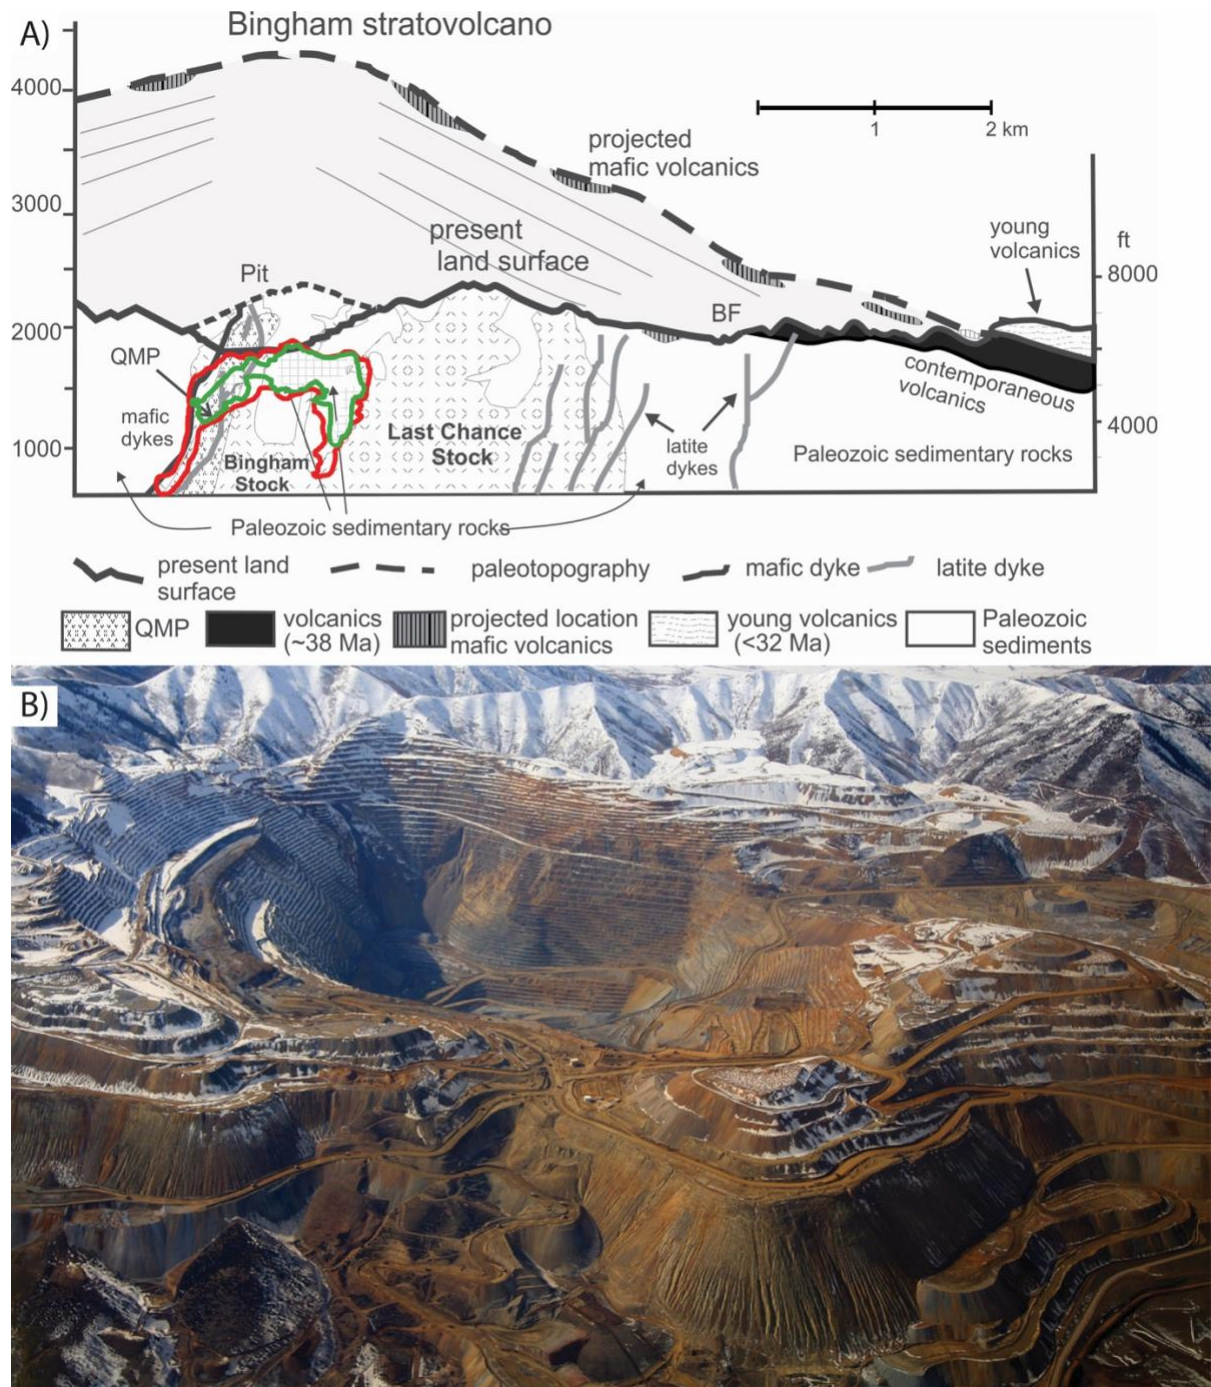 A)
Bingham stratovolcano
4000
3000
2000
1000
1
2 km
projected
mafic volcanics
present
land surface
young
volcanics
ft
8000
4000
Pit
BF
QMP
mafic
dykes
contemporaneous
volcanics
Last Chance
Stock
Bingham
Stock
latite
dykes
Paleozoic sedimentary rocks
Paleozoic sedimentary rocks
present land
surface
paleotopography
mafic dyke
latite dyke
QMP
volcanics
(~38 Ma)
projected location
mafic volcanics
young volcanics
(<32 Ma)
Paleozoic
sediments
B)